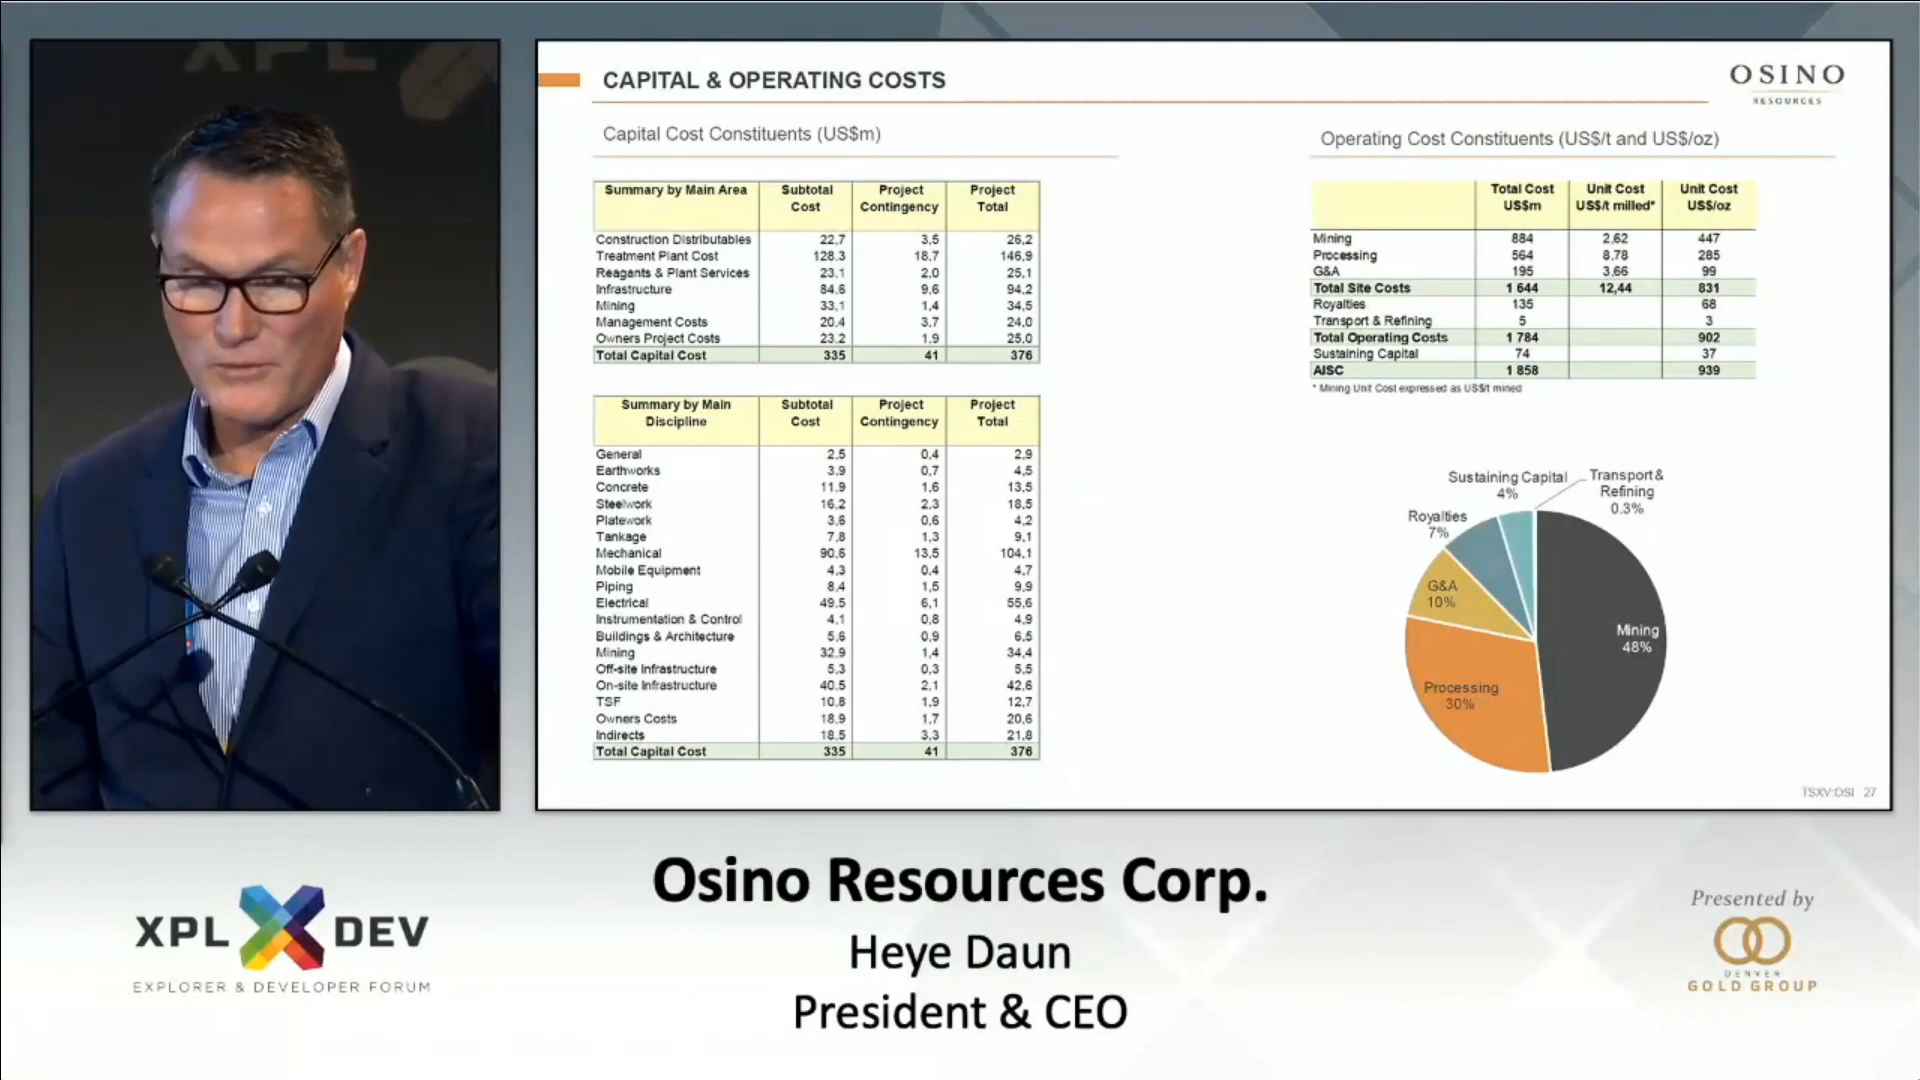 XPL
CAPITAL & OPERATING COSTS
OSINO
RESOURCES
Capital Cost Constituents (US$m)
Summary by Main Area Subtotal Cost Project Contingency Project Total
Construction Distributables 22,7 3,5 26,2
Treatment Plant Cost 128,3 18,7 146,9
Reagants & Plant Services 23,1 2,0 25,1
Infrastructure 84,6 9,6 94,2
Mining 33,1 1,4 34,5
Management Costs 20,4 3,7 24,0
Owners Project Costs 23,2 1,9 25,0
Total Capital Cost 335 41 376
Summary by Main Discipline Subtotal Cost Project Contingency Project Total
General 2,5 0,4 2,9
Earthworks 3,9 0,7 4,5
Concrete 11,9 1,6 13,5
Steelwork 16,2 2,3 18,5
Platework 3,6 0,6 4,2
Tankage 7,8 1,3 9,1
Mechanical 90,6 13,5 104,1
Mobile Equipment 4,3 0,4 4,7
Piping 8,4 1,5 9,9
Electrical 49,5 6,1 55,6
Instrumentation & Control 4,1 0,8 4,9
Buildings & Architecture 5,6 0,9 6,5
Mining 32,9 1,4 34,4
Off-site Infrastructure 5,3 0,3 5,5
On-site Infrastructure 40,5 2,1 42,6
TSF 10,8 1,9 12,7
Owners Costs 18,9 1,7 20,6
Indirects 18,5 3,3 21,8
Total Capital Cost 335 41 376
Operating Cost Constituents (US$/t and US$/oz)
Total Cost US$m Unit Cost US$/t milled* Unit Cost US$/oz
Mining 884 2,62 447
Processing 564 8,78 285
G&A 195 3,66 99
Total Site Costs 1 644 12,44 831
Royalties 135 68
Transport & Refining 5 3
Total Operating Costs 1 784 902
Sustaining Capital 74 37
AISC 1 858 939
* Mining Unit Cost expressed as US$/t mined
Sustaining Capital
4%
Transport &
Refining
0.3%
Royalties
7%
G&A
10%
Mining
48%
Processing
30%
TSXV:OSI 27
Osino Resources Corp.
Heye Daun
President & CEO
XPL DEV
EXPLORER & DEVELOPER FORUM
Presented by
DENVER
GOLD GROUP